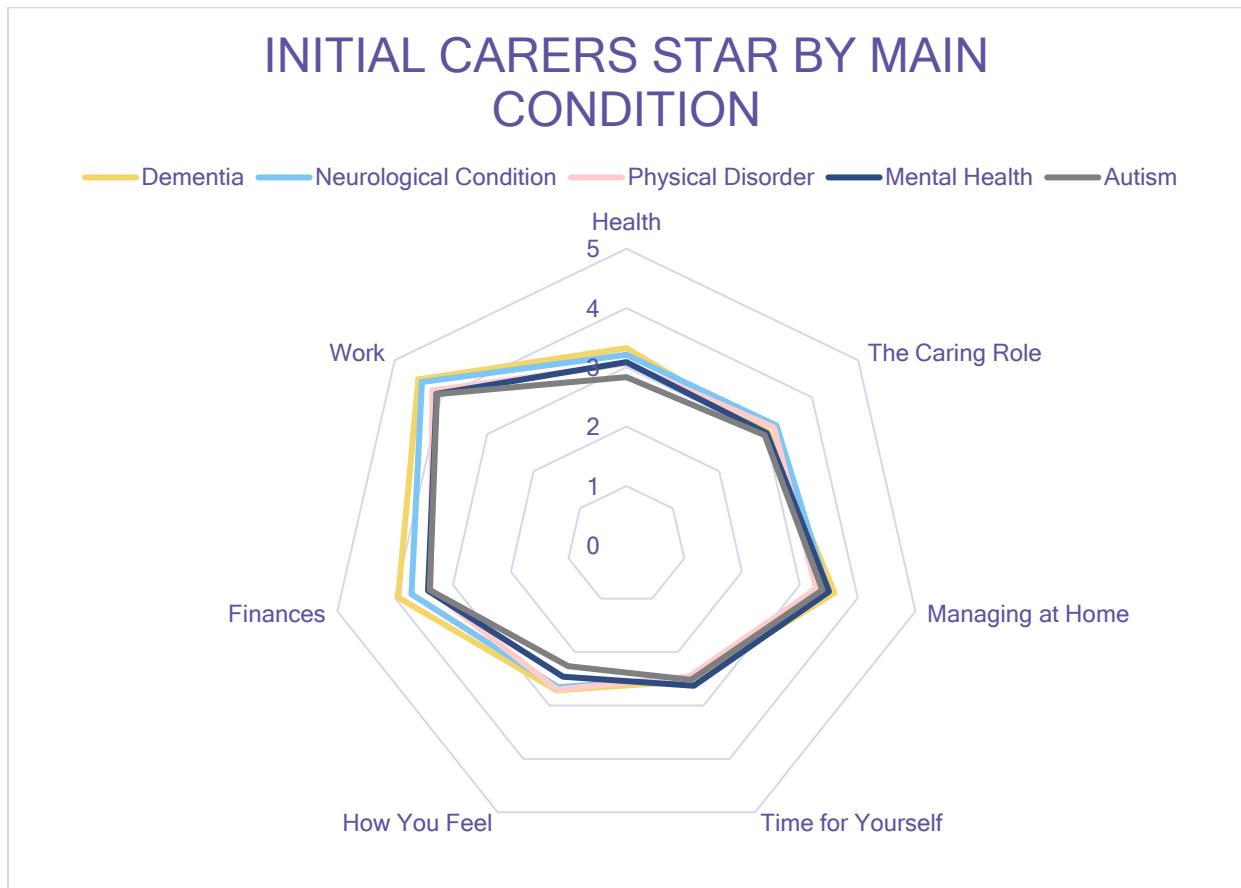 INITIAL CARERS STAR BY MAIN
CONDITION
Dementia Neurological Condition Physical Disorder Mental Health Autism
Health
5
4
3
2
1
0
The Caring Role
Managing at Home
Time for Yourself
How You Feel
Finances
Work